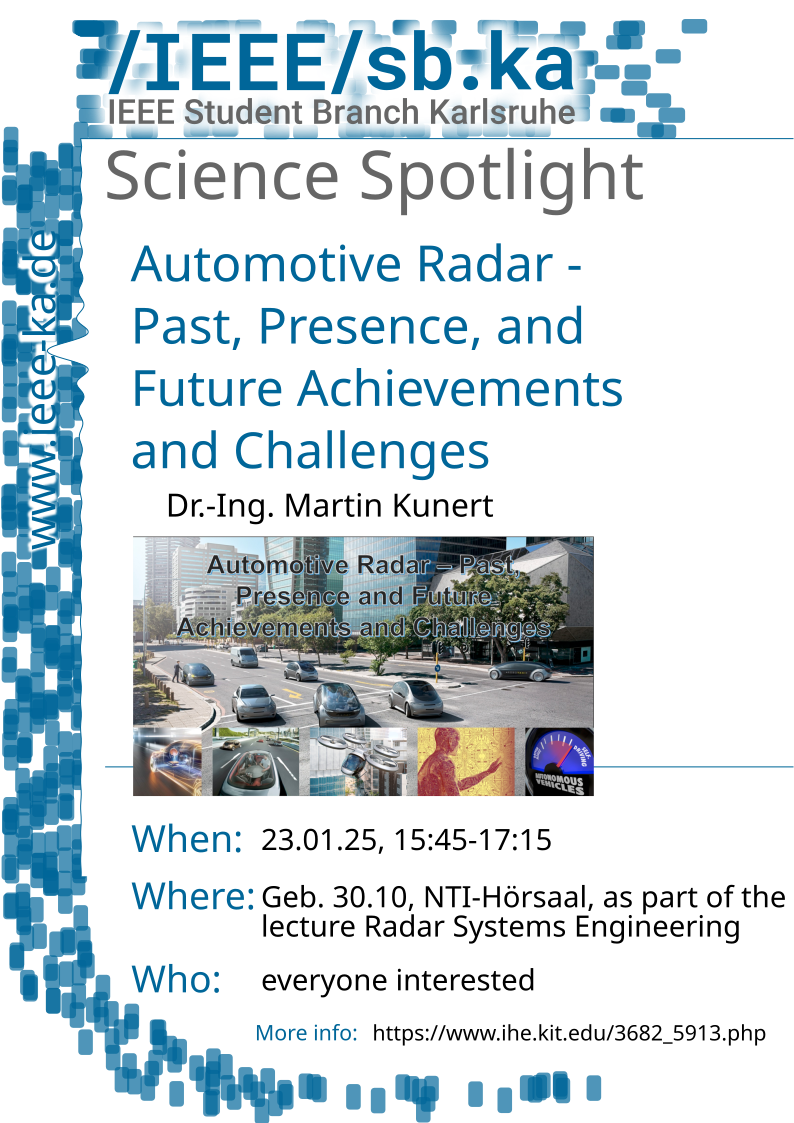 /IEEE/sb.ka
IEEE Student Branch Karlsruhe
www.ieee-ka.de
Science Spotlight
Automotive Radar -
Past, Presence, and
Future Achievements
and Challenges
Dr.-Ing. Martin Kunert
Automotive Radar – Past,
Presence and Future
Achievements and Challenges
SELF-
DRIVING
AUTONOMOUS
VEHICLES
When: 23.01.25, 15:45-17:15
Where: Geb. 30.10, NTI-Hörsaal, as part of the
lecture Radar Systems Engineering
Who: everyone interested
More info: https://www.ihe.kit.edu/3682_5913.php